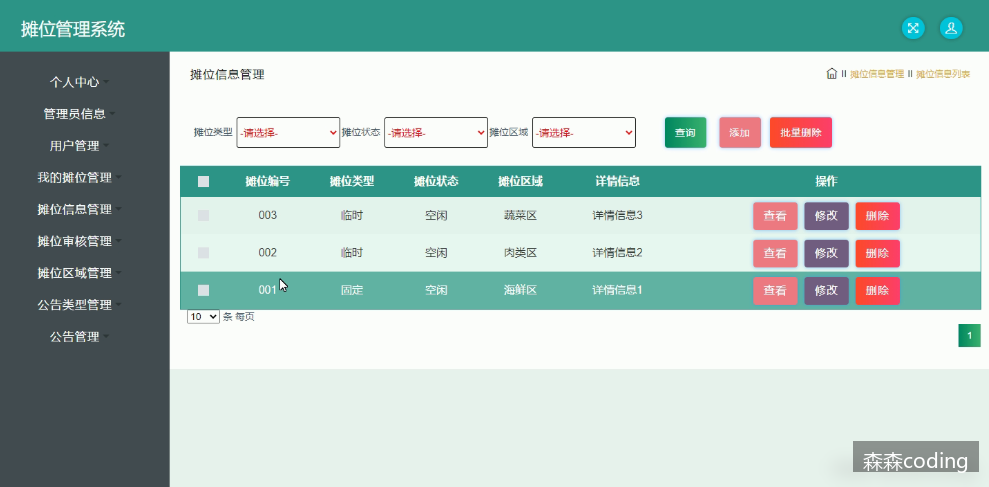 摊位管理系统
个人中心
管理员信息
用户管理
我的摊位管理
摊位信息管理
摊位审核管理
摊位区域管理
公告类型管理
公告管理
摊位信息管理
摊位信息管理 摊位信息列表
摊位类型 -请选择- 摊位状态 -请选择- 摊位区域 -请选择- 查询 添加 批量删除
摊位编号 摊位类型 摊位状态 摊位区域 详情信息 操作
003 临时 空闲 蔬菜区 详情信息3 查看 修改 删除
002 临时 空闲 肉类区 详情信息2 查看 修改 删除
001 固定 空闲 海鲜区 详情信息1 查看 修改 删除
10 条 每页
1
森森coding